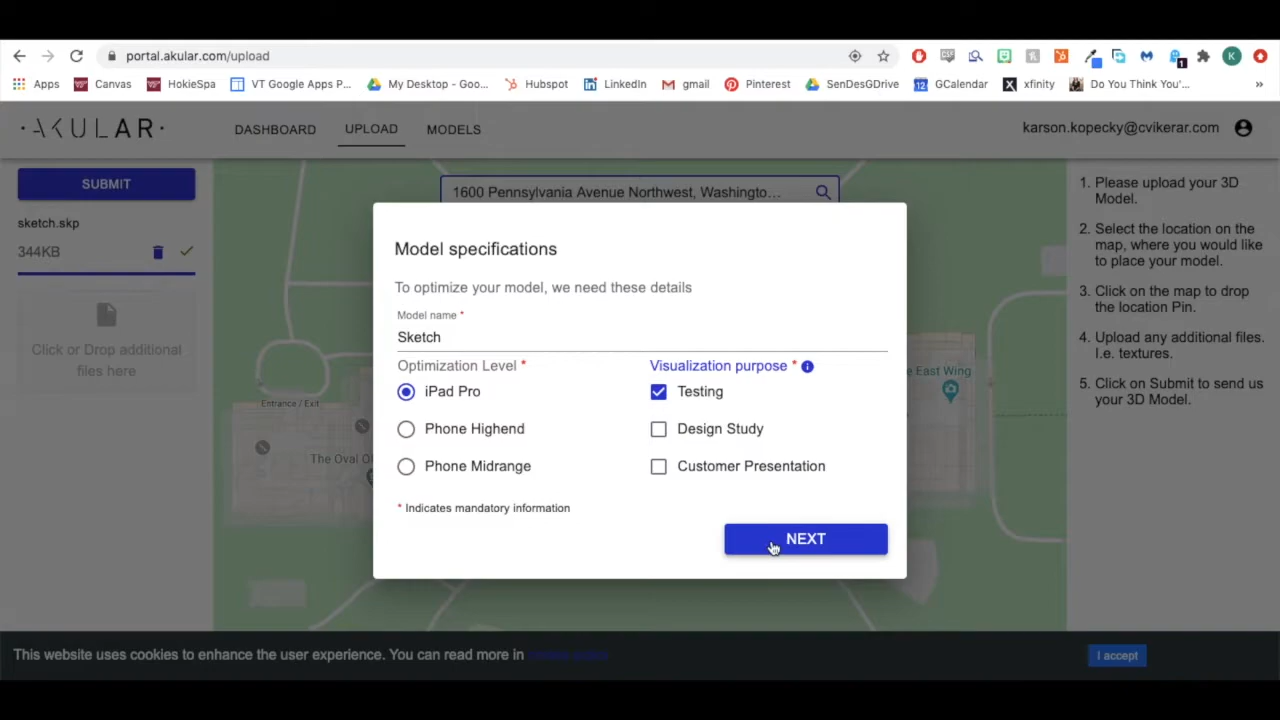 portal.akular.com/upload
K
1
Apps
Canvas
HokieSpa
VT Google Apps P...
My Desktop - Goo...
Hubspot
LinkedIn
gmail
Pinterest
SenDesGDrive
GCalendar
xfinity
Do You Think You'...
»
·AKULAR·
DASHBOARD
UPLOAD
MODELS
karson.kopecky@cvikerar.com
SUBMIT
sketch.skp
344KB
Click or Drop additional
files here
1600 Pennsylvania Avenue Northwest, Washingto...
Model specifications
To optimize your model, we need these details
Model name *
Sketch
Optimization Level *
iPad Pro
Phone Highend
Phone Midrange
Visualization purpose *
Testing
Design Study
Customer Presentation
* Indicates mandatory information
NEXT
Entrance / Exit
The Oval O
e East Wing
1. Please upload your 3D
Model.
2. Select the location on the
map, where you would like
to place your model.
3. Click on the map to drop
the location Pin.
4. Upload any additional files.
I.e. textures.
5. Click on Submit to send us
your 3D Model.
This website uses cookies to enhance the user experience. You can read more in
I accept